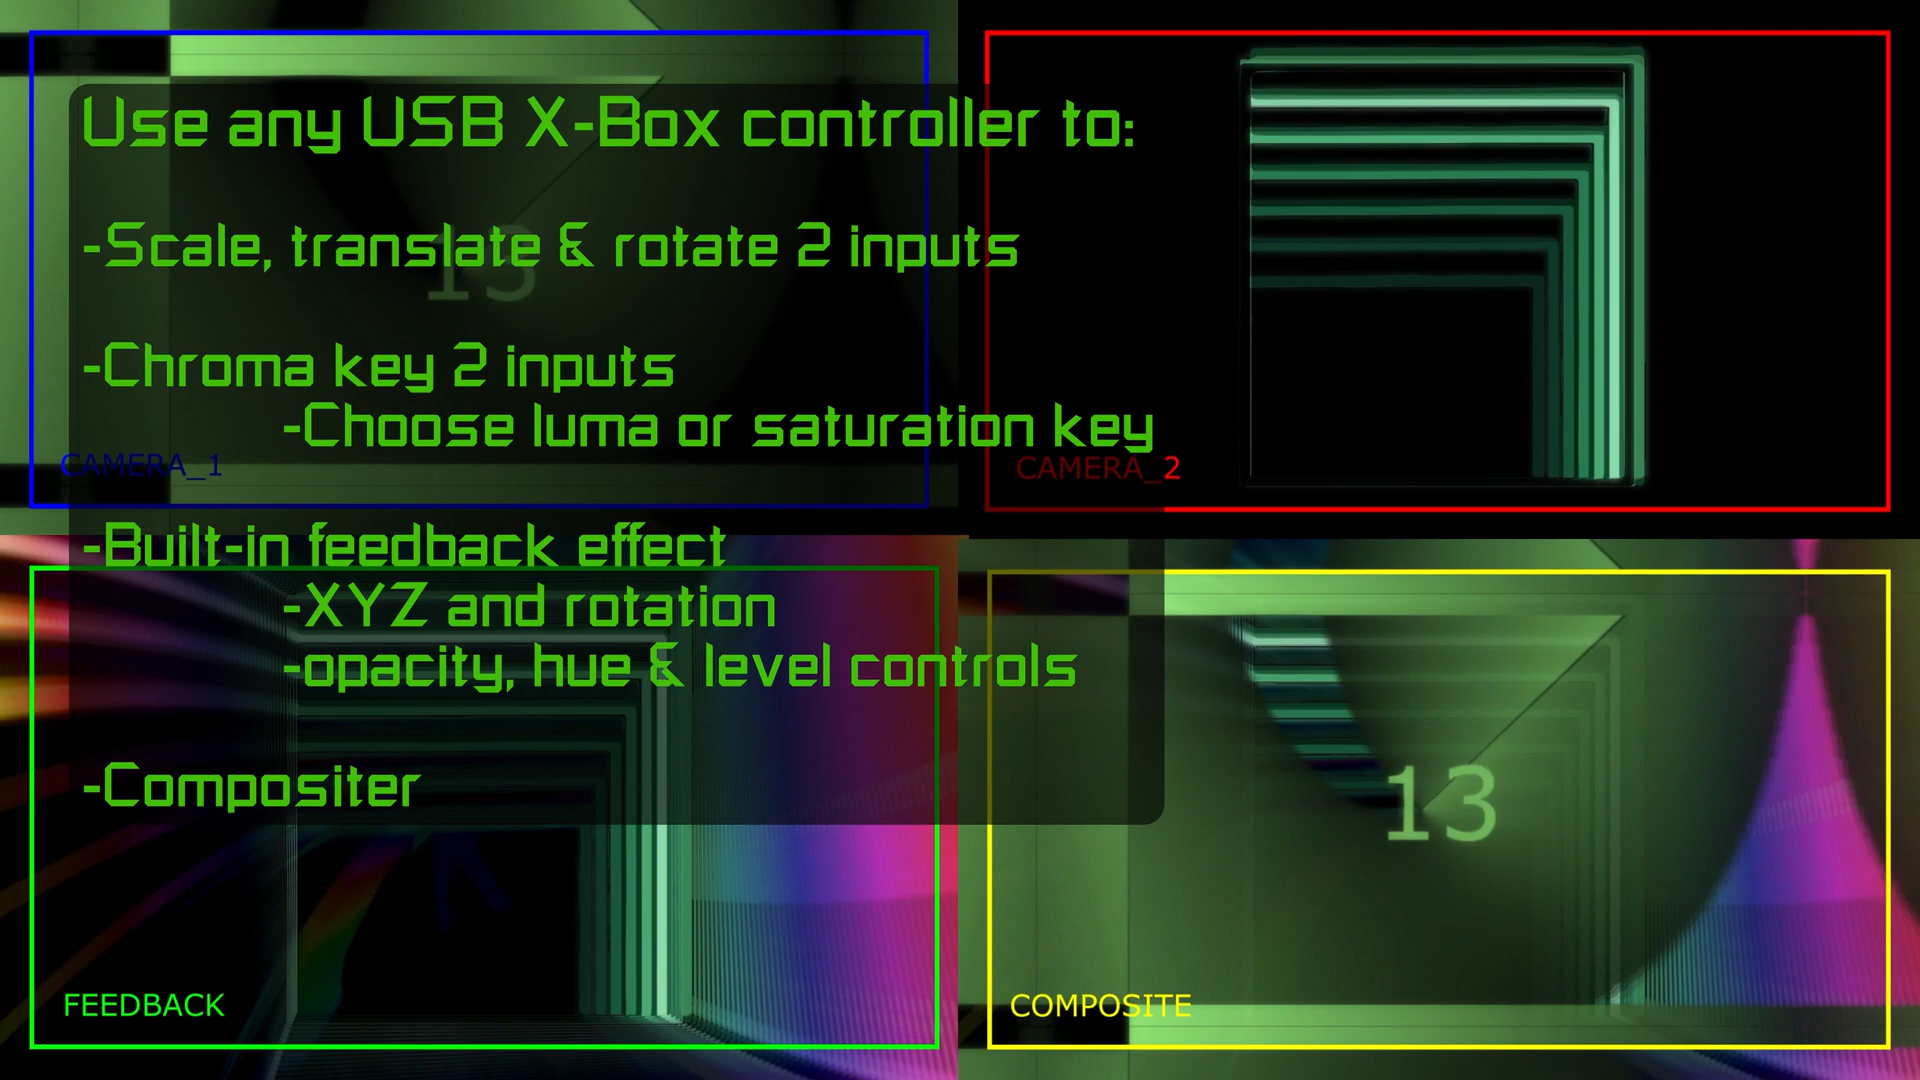 Use any USB X-Box controller to:
-Scale, translate & rotate 2 inputs
13
-Chroma key 2 inputs
-Choose luma or saturation key
CAMERA_1
CAMERA_2
-Built-in feedback effect
-XYZ and rotation
-opacity, hue & level controls
-Compositer
13
FEEDBACK
COMPOSITE